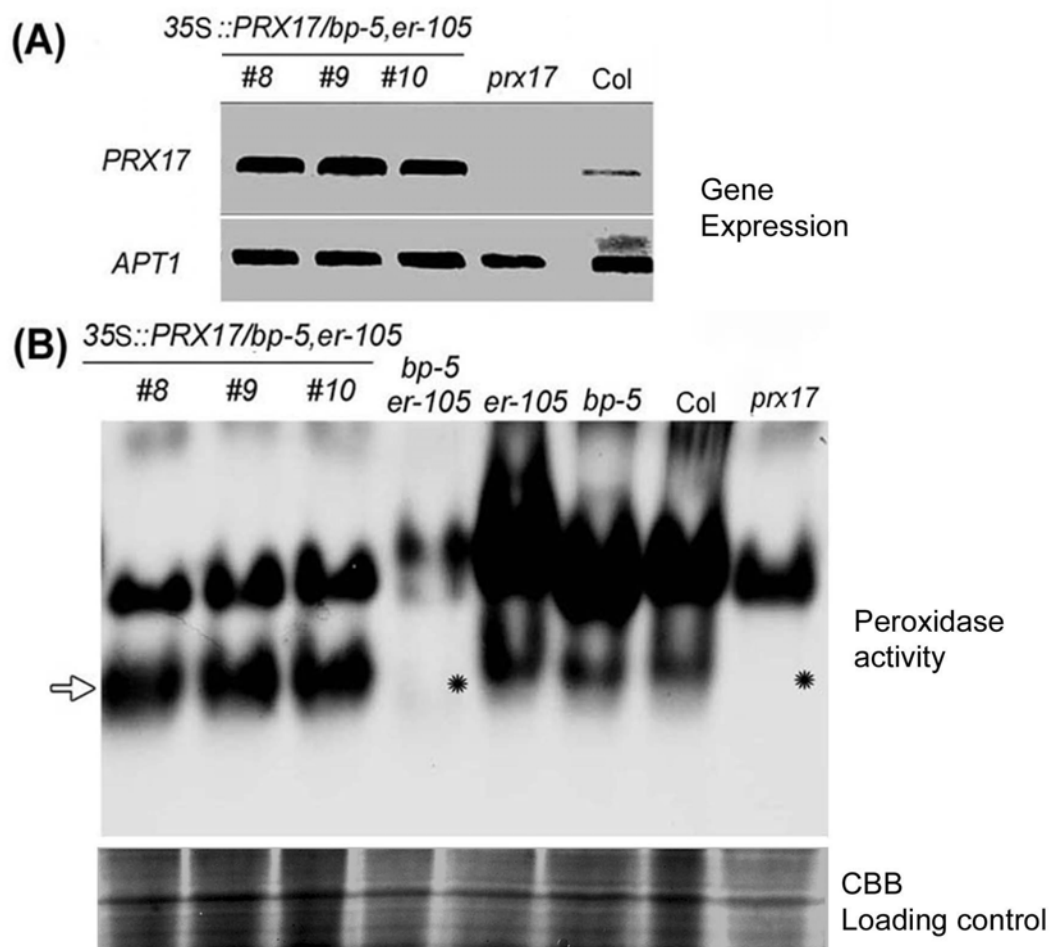 (A)
35S::PRX17/bp-5,er-105
#8 #9 #10 prx17 Col
PRX17
APT1
Gene
Expression
(B)
35S::PRX17/bp-5,er-105
#8 #9 #10 bp-5
er-105 er-105 bp-5 Col prx17
Peroxidase
activity
CBB
Loading control